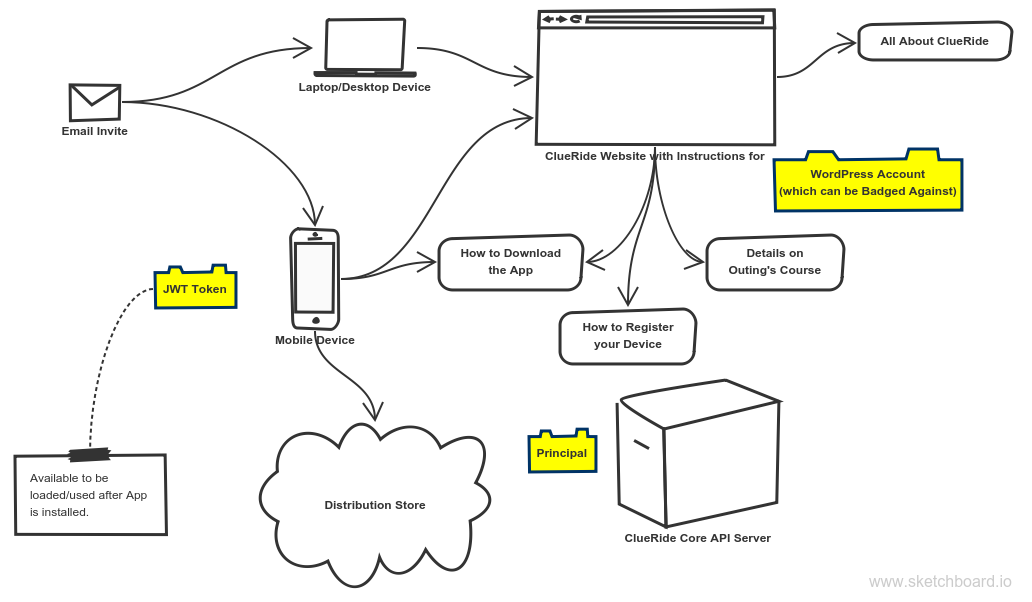 All About ClueRide
Laptop/Desktop Device
Email Invite
ClueRide Website with Instructions for
WordPress Account
(which can be Badged Against)
How to Download
the App
Details on
Outing's Course
JWT Token
How to Register
your Device
Mobile Device
Principal
Available to be
loaded/used after App
is installed.
Distribution Store
ClueRide Core API Server
www.sketchboard.io